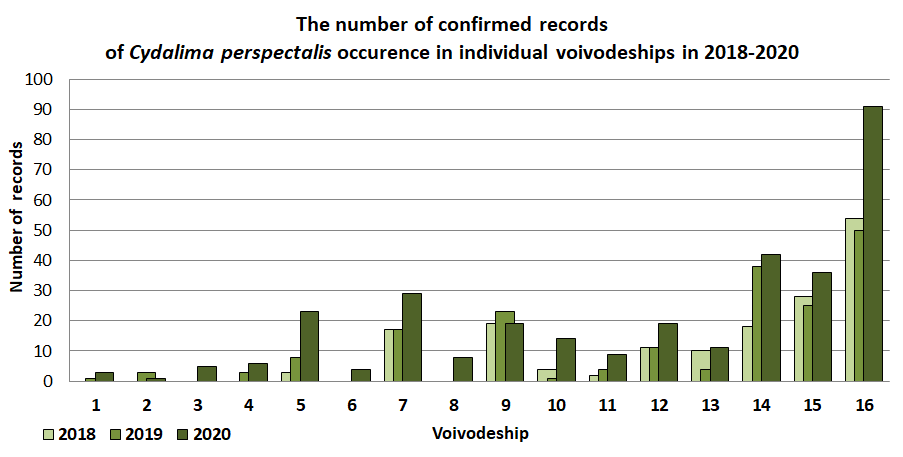 The number of confirmed records
of Cydalima perspectalis occurence in individual voivodeships in 2018-2020
100
90
80
70
60
50
40
30
20
10
0
Number of records
1 2 3 4 5 6 7 8 9 10 11 12 13 14 15 16
2018 2019 2020
Voivodeship